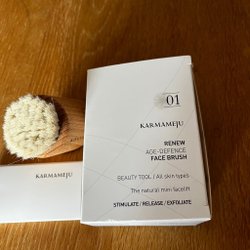 01
KARMAMEJU
RENEW
AGE-DEFENCE
FACE BRUSH
BEAUTY TOOL / All skin types
The natural mini facelift
STIMULATE / RELEASE / EXFOLIATE
KARMAMEJU